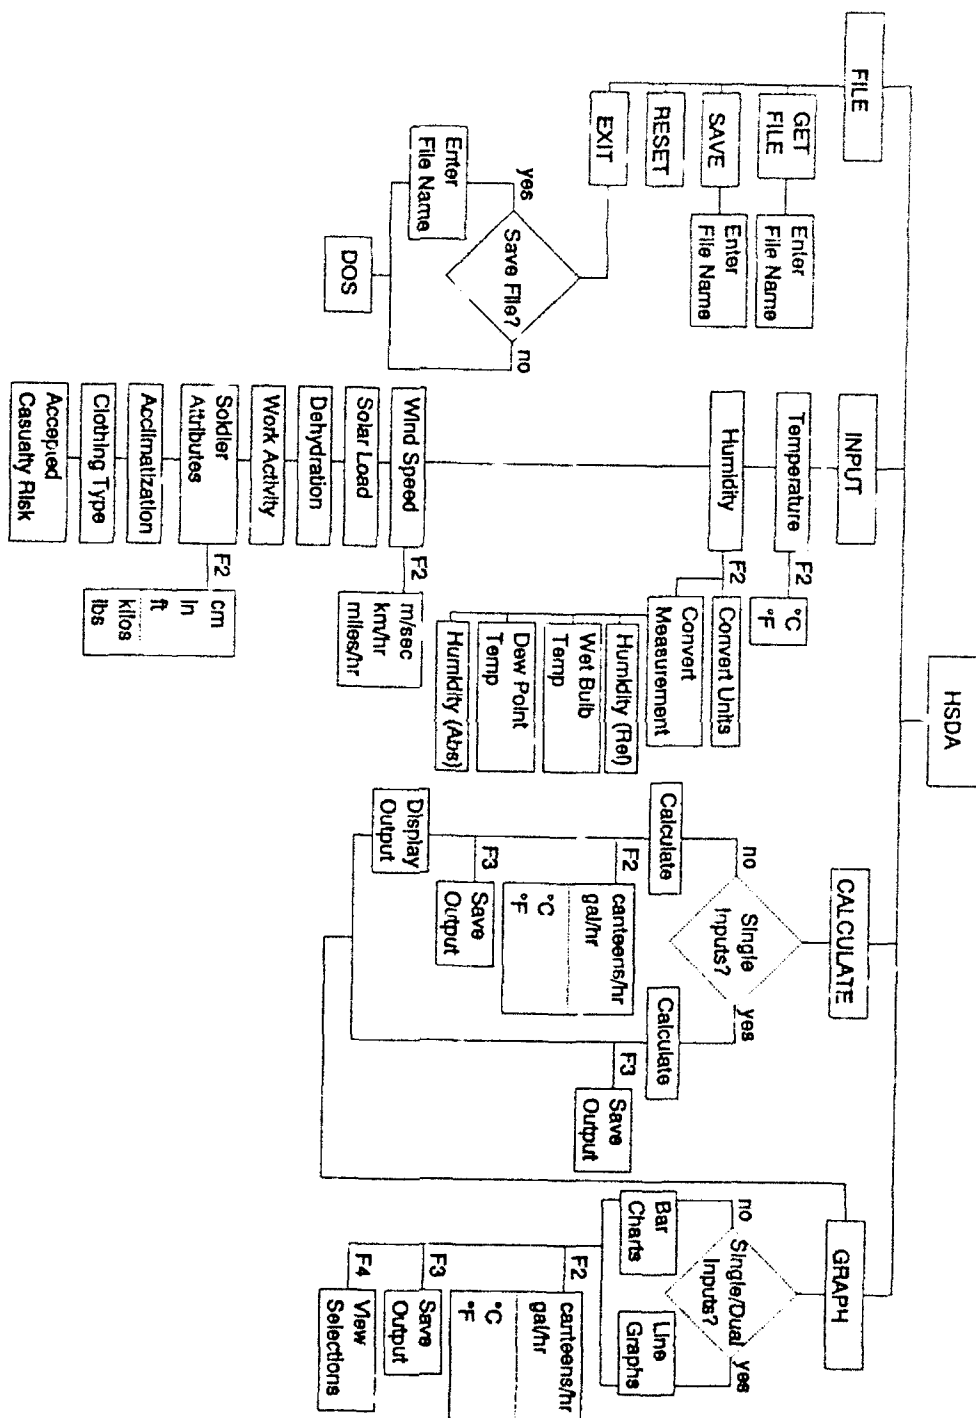 HSDA
FILE
GET
FILE
Enter
File Name
SAVE
Enter
File Name
RESET
EXIT
Save File?
yes
no
Enter
File Name
DOS
INPUT
Temperature
F2
°C
°F
Humidity
F2
Convert Units
Convert
Measurement
Humidity (Rel)
Wet Bulb
Temp
Dew Point
Temp
Humidity (Abs)
Wind Speed
F2
m/sec
km/hr
miles/hr
Solar Load
Dehydration
Work Activity
Soldier
Attributes
F2
cm
in
ft
kilos
lbs
Acclimatization
Clothing Type
Accepted
Casualty Risk
CALCULATE
Single
Inputs?
no
yes
Calculate
F2
canteens/hr
gal/hr
°C
°F
F3
Save
Output
Display
Output
Calculate
F3
Save
Output
GRAPH
Single/Dual
Inputs?
no
yes
Bar
Charts
Line
Graphs
F2
canteens/hr
gal/hr
°C
°F
F3
Save
Output
F4
View
Selections